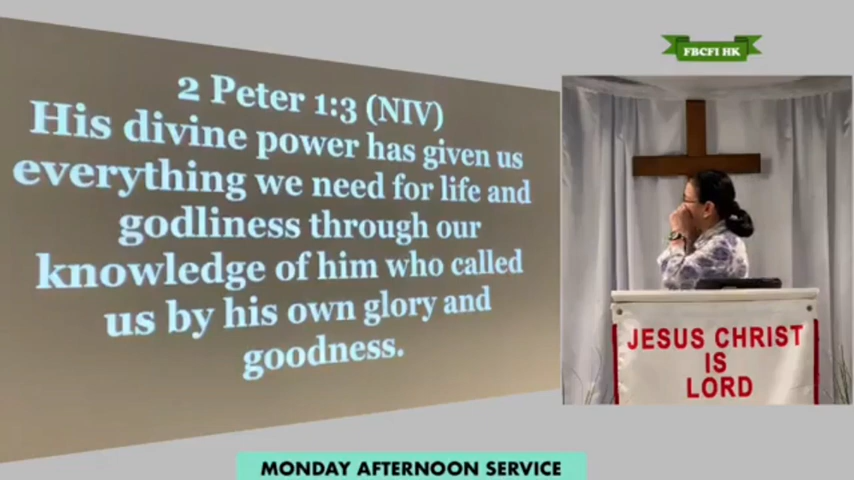 2 Peter 1:3 (NIV)
His divine power has given us
everything we need for life and
godliness through our
knowledge of him who called
us by his own glory and
goodness.
FBCFI HK
JESUS CHRIST
IS
LORD
MONDAY AFTERNOON SERVICE